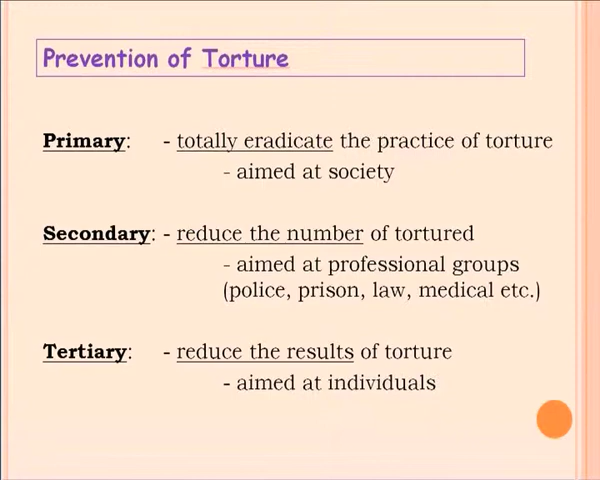 Prevention of Torture
Primary: - totally eradicate the practice of torture
- aimed at society
Secondary: - reduce the number of tortured
- aimed at professional groups
(police, prison, law, medical etc.)
Tertiary: - reduce the results of torture
- aimed at individuals